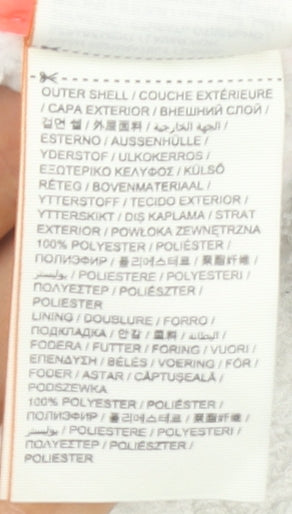 OUTER SHELL / COUCHE EXTÉRIEURE
/ CAPA EXTERIOR / ВНЕШНИЙ СЛОЙ /
겉면 쉘 / 外层面料 / الجهة الخارجية /
ESTERNO / AUSSENHÜLLE /
YDERSTOF / ULKOKERROS /
ΕΞΩΤΕΡΙΚΟ ΚΕΛΥΦΟΣ / KÜLSŐ
RÉTEG / BOVENMATERIAAL /
YTTERSTOFF / TECIDO EXTERIOR /
YTTERSKIKT / DIŞ KAPLAMA / STRAT
EXTERIOR / POWŁOKA ZEWNĘTRZNA
100% POLYESTER / POLIÉSTER /
ПОЛИЭФИР / 폴리에스테르 / 聚酯纤维 /
بوليستر / POLIESTERE / POLYESTERI /
ΠΟΛΥΕΣΤΕΡ / POLIÉSZTER /
POLIESTER
LINING / DOUBLURE / FORRO /
ПОДКЛАДКА / 안감 / 里料 / البطانة /
FODERA / FUTTER / FORING / VUORI /
ΕΠΕΝΔΥΣΗ / BÉLÉS / VOERING / FÓR /
FODER / ASTAR / CĂPTUȘEALĂ /
PODSZEWKA
100% POLYESTER / POLIÉSTER /
ПОЛИЭФИР / 폴리에스테르 / 聚酯纤维 /
بوليستر / POLIESTERE / POLYESTERI /
ΠΟΛΥΕΣΤΕΡ / POLIÉSZTER /
POLIESTER